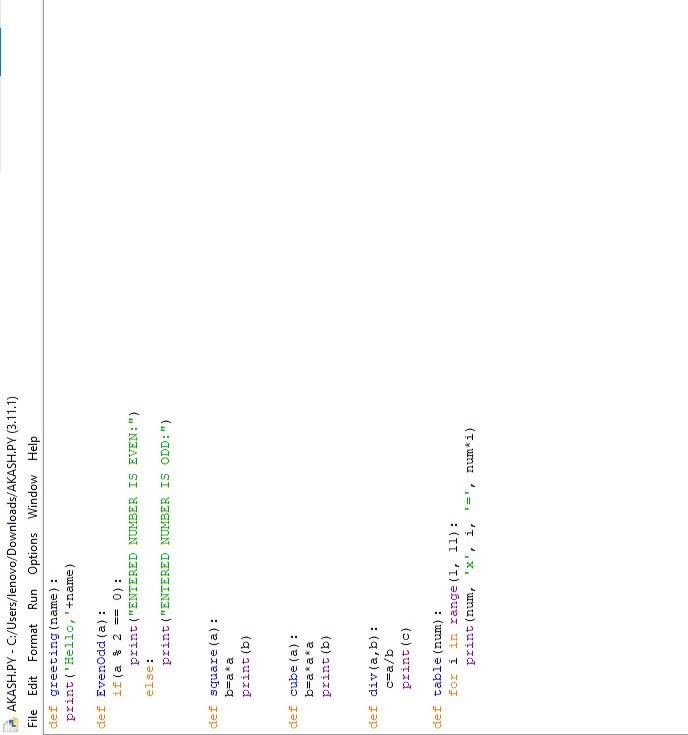 AKASH.PY - C:/Users/lenovo/Downloads/AKASH.PY (3.11.1)
File Edit Format Run Options Window Help
def greeting(name):
    print('Hello,'+name)

def EvenOdd(a):
    if(a % 2 == 0):
        print("ENTERED NUMBER IS EVEN:")
    else:
        print("ENTERED NUMBER IS ODD:")


def square(a):
    b=a*a
    print(b)


def cube(a):
    b=a*a*a
    print(b)


def div(a,b):
     c=a/b
     print(c)

def table(num):
    for i in range(1, 11):
        print(num, 'x', i, '=', num*i)